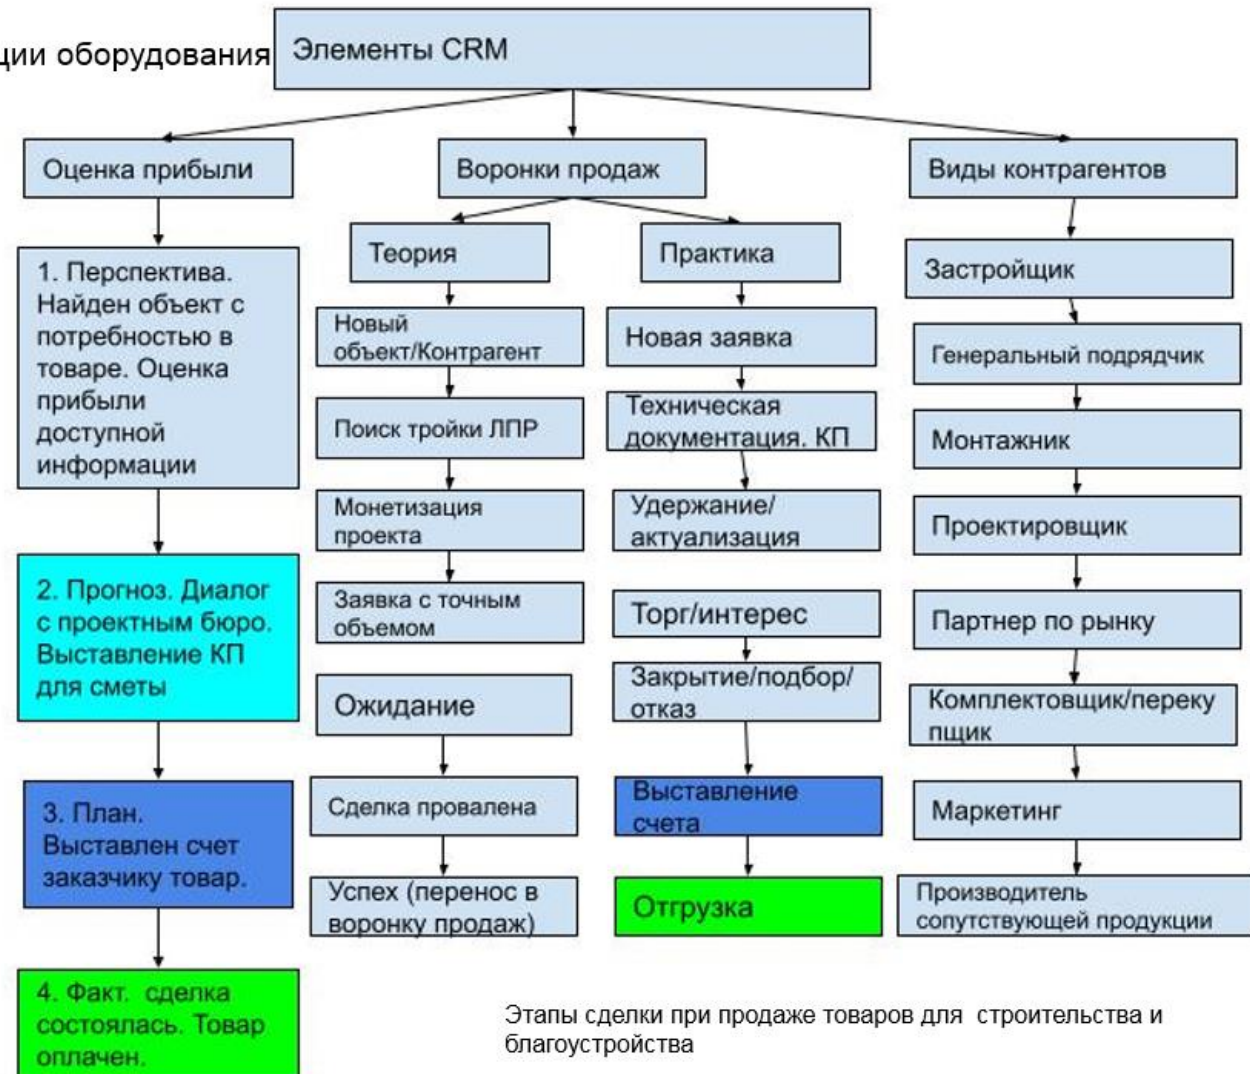 ции оборудования
Элементы CRM
Оценка прибыли
Воронки продаж
Виды контрагентов
1. Перспектива.
Найден объект с
потребностью в
товаре. Оценка
прибыли
доступной
информации
2. Прогноз. Диалог
с проектным бюро.
Выставление КП
для сметы
3. План.
Выставлен счет
заказчику товар.
4. Факт. сделка
состоялась. Товар
оплачен.
Теория
Новый
объект/Контрагент
Поиск тройки ЛПР
Монетизация
проекта
Заявка с точным
объемом
Ожидание
Сделка провалена
Успех (перенос в
воронку продаж)
Практика
Новая заявка
Техническая
документация. КП
Удержание/
актуализация
Торг/интерес
Закрытие/подбор/
отказ
Выставление
счета
Отгрузка
Застройщик
Генеральный подрядчик
Монтажник
Проектировщик
Партнер по рынку
Комплектовщик/переку
пщик
Маркетинг
Производитель
сопутствующей продукции
Этапы сделки при продаже товаров для строительства и
благоустройства